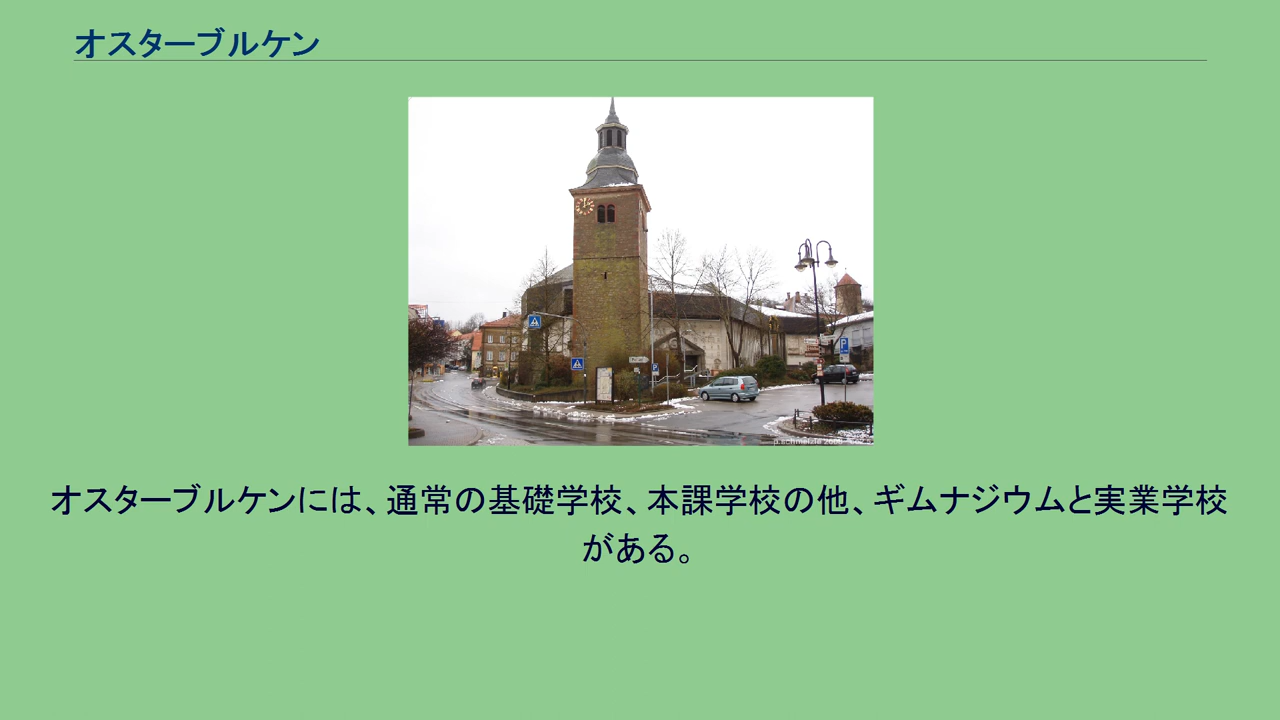 オスターブルケン
P
P
p.schmelzle 2006
オスターブルケンには、通常の基礎学校、本課学校の他、ギムナジウムと実業学校
がある。